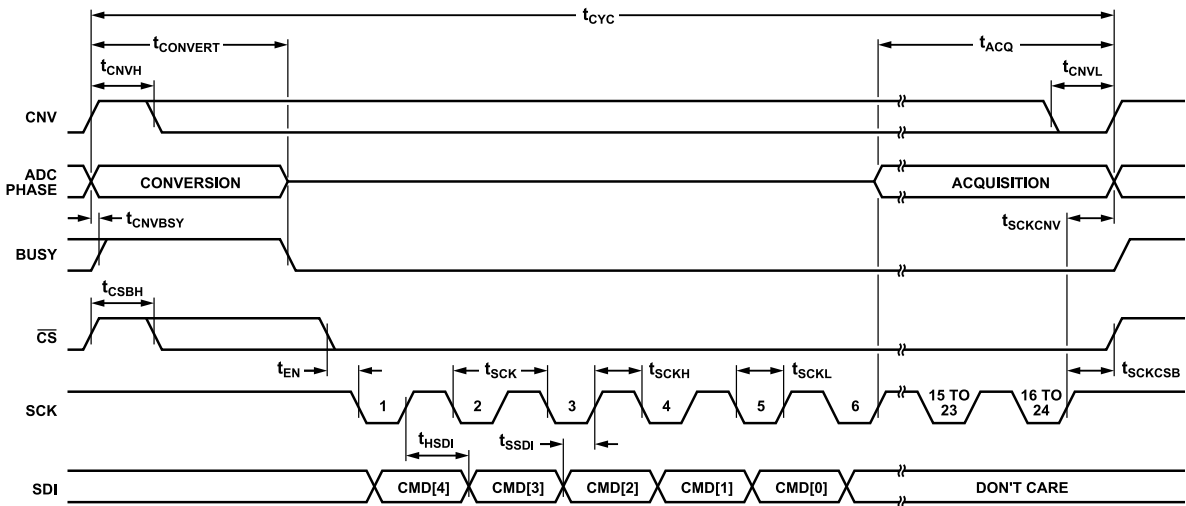 tCYC
tCONVERT
tACQ
tCNVH
tCNVL
CNV
ADC
PHASE
CONVERSION
ACQUISITION
tCNVBSY
tSCKCNV
BUSY
tCSBH
CS
tEN
tSCK
tSCKH
tSCKL
tSCKCSB
SCK
1
2
3
4
5
6
15 TO
23
16 TO
24
tHSDI
tSSDI
SDI
CMD[4]
CMD[3]
CMD[2]
CMD[1]
CMD[0]
DON'T CARE